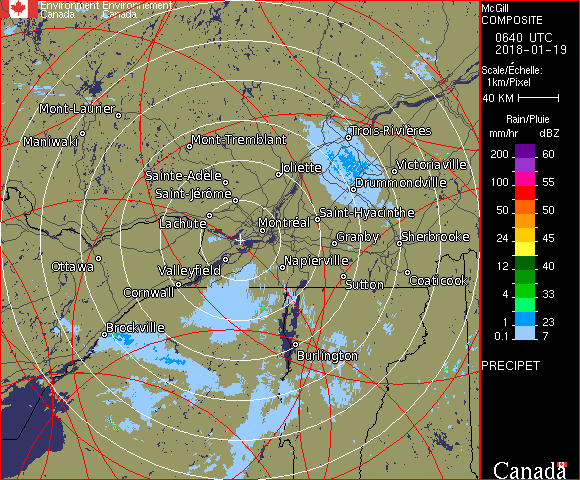 Environment Environnement
Canada Canada
McGill
COMPOSITE
0640 UTC
2018-01-19
Scale/Échelle:
1km/Pixel
40 KM
Rain/Pluie
mm/hr dBZ
200 60
100 55
50 50
24 45
12 40
4 33
1 23
0.1 7
PRECIPET
Canada
Mont-Laurier
Maniwaki
Mont-Tremblant
Trois-Rivières
Joliette
Victoriaville
Sainte-Adèle
Drummondville
Saint-Jérôme
Lachute
Saint-Hyacinthe
Montréal
Granby
Sherbrooke
Ottawa
Valleyfield
Napierville
Cornwall
Sutton
Coaticook
Brockville
Burlington